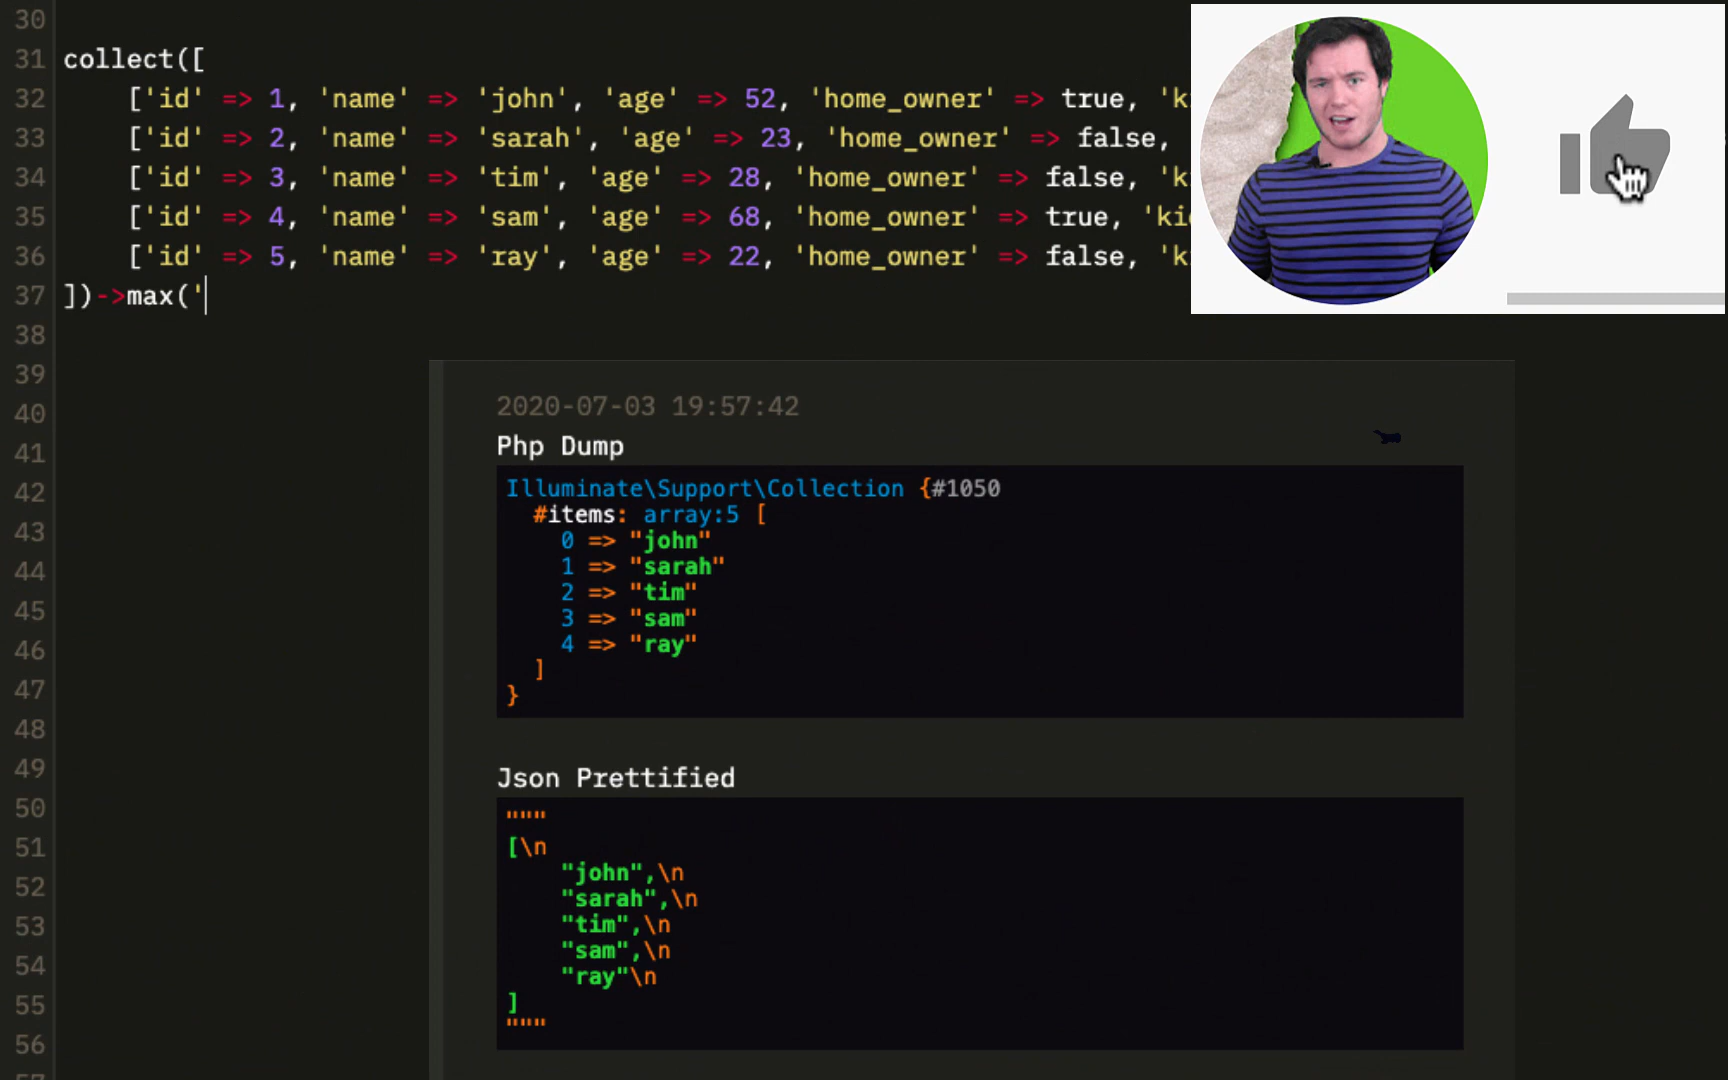 30
31 collect([
32 ['id' => 1, 'name' => 'john', 'age' => 52, 'home_owner' => true, 'k
33 ['id' => 2, 'name' => 'sarah', 'age' => 23, 'home_owner' => false,
34 ['id' => 3, 'name' => 'tim', 'age' => 28, 'home_owner' => false, 'k
35 ['id' => 4, 'name' => 'sam', 'age' => 68, 'home_owner' => true, 'ki
36 ['id' => 5, 'name' => 'ray', 'age' => 22, 'home_owner' => false, 'k
37 ])->max('
38
39
40
41
42
43
44
45
46
47
48
49
50
51
52
53
54
55
56
57
2020-07-03 19:57:42
Php Dump
Illuminate\Support\Collection {#1050
#items: array:5 [
0 => "john"
1 => "sarah"
2 => "tim"
3 => "sam"
4 => "ray"
]
}
Json Prettified
"""
[\n
"john",\n
"sarah",\n
"tim",\n
"sam",\n
"ray"\n
]
"""